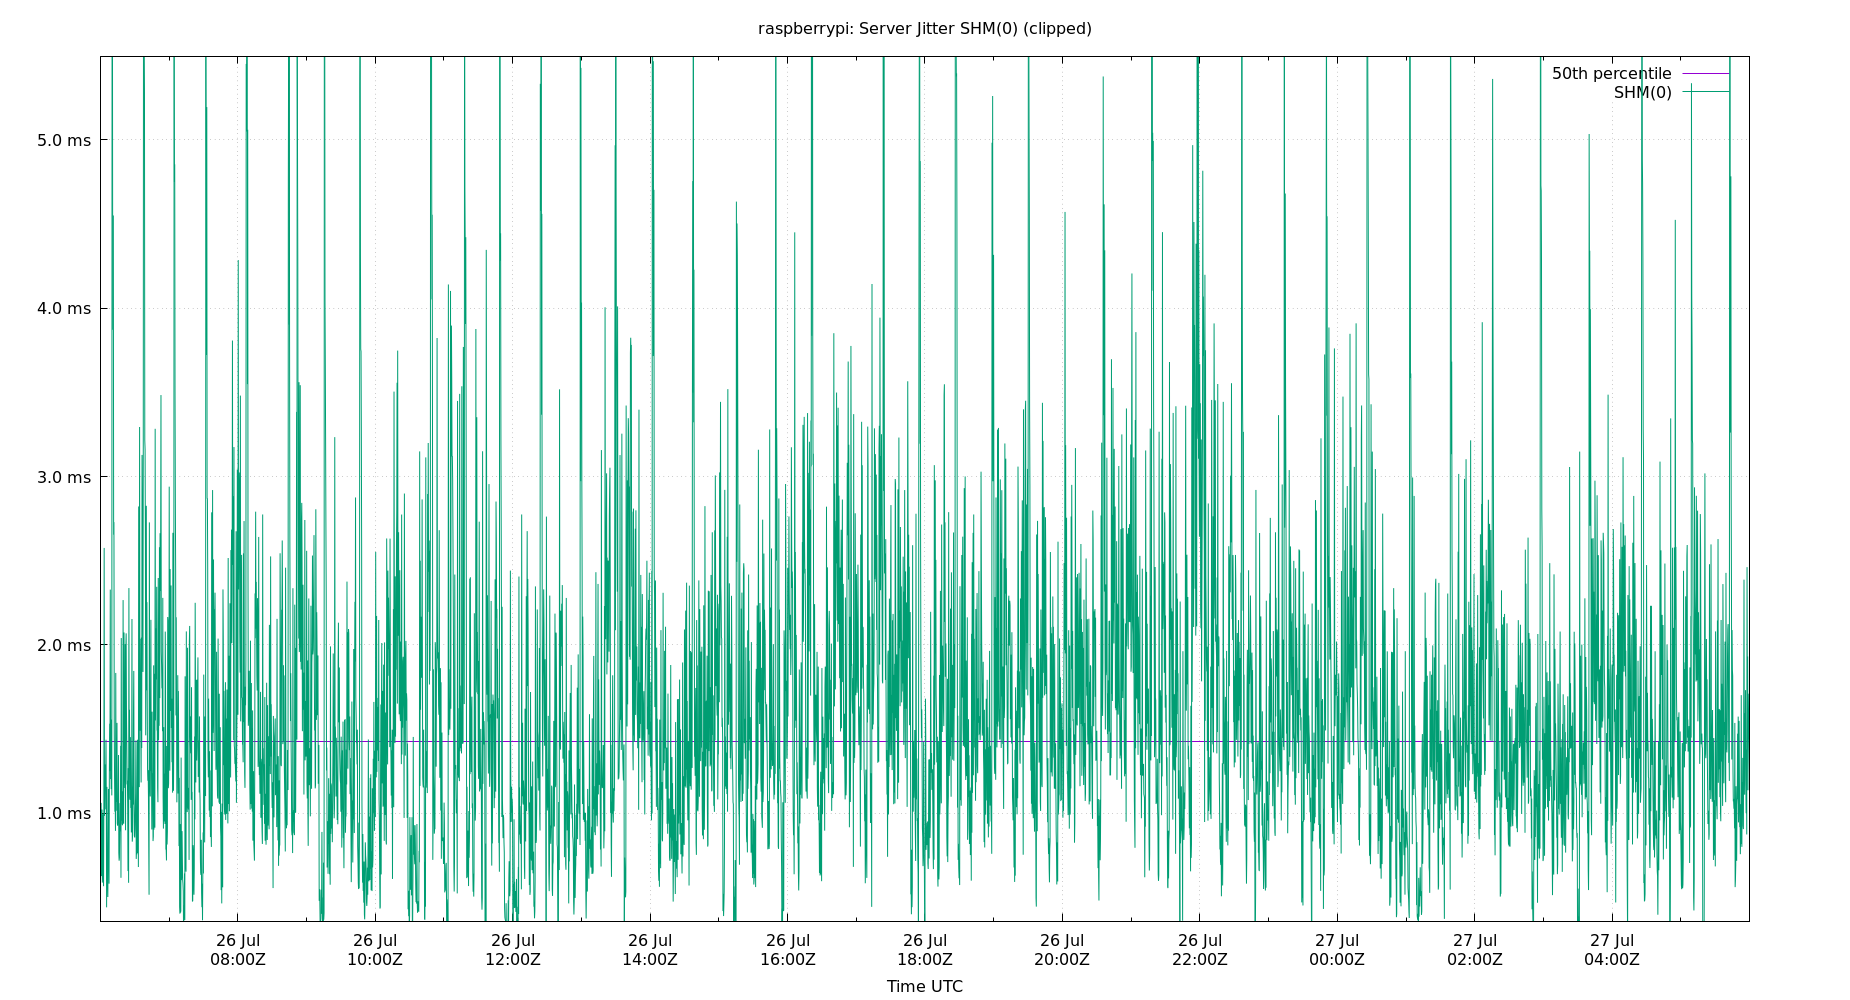 raspberrypi: Server Jitter SHM(0) (clipped)
50th percentile
SHM(0)
5.0 ms
4.0 ms
3.0 ms
2.0 ms
1.0 ms
26 Jul 26 Jul 26 Jul 26 Jul 26 Jul 26 Jul 26 Jul 26 Jul 27 Jul 27 Jul 27 Jul
08:00Z 10:00Z 12:00Z 14:00Z 16:00Z 18:00Z 20:00Z 22:00Z 00:00Z 02:00Z 04:00Z
Time UTC